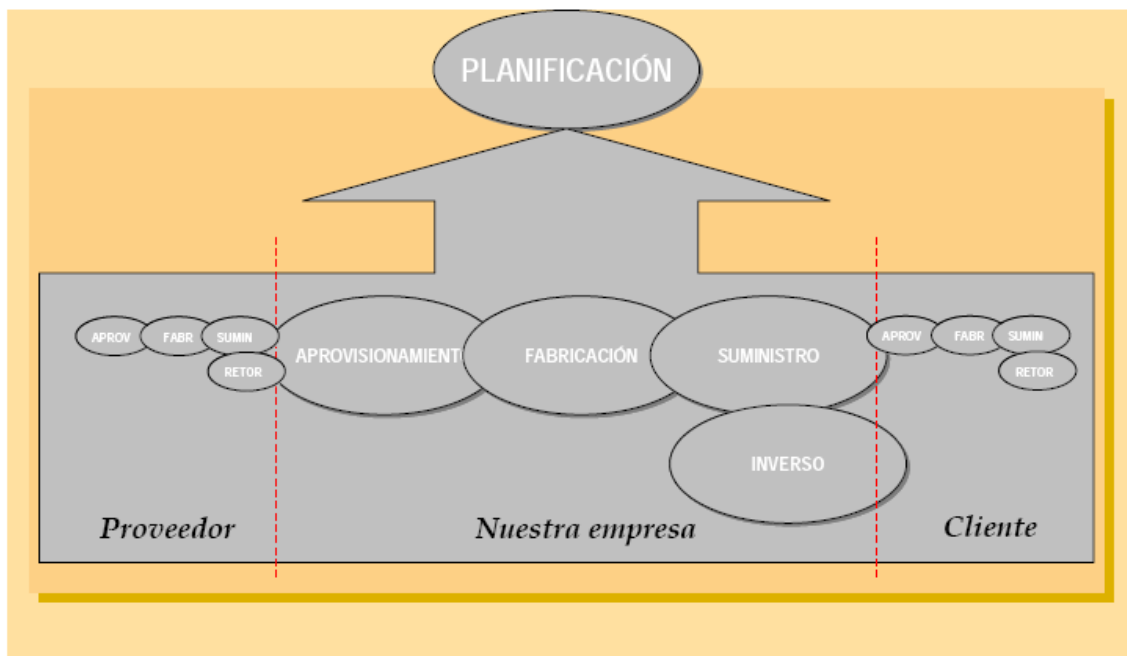 PLANIFICACIÓN
APROV FABR SUMIN
RETOR
APROVISIONAMIENT
FABRICACIÓN
SUMINISTRO
APROV FABR SUMIN
RETOR
INVERSO
Proveedor
Nuestra empresa
Cliente